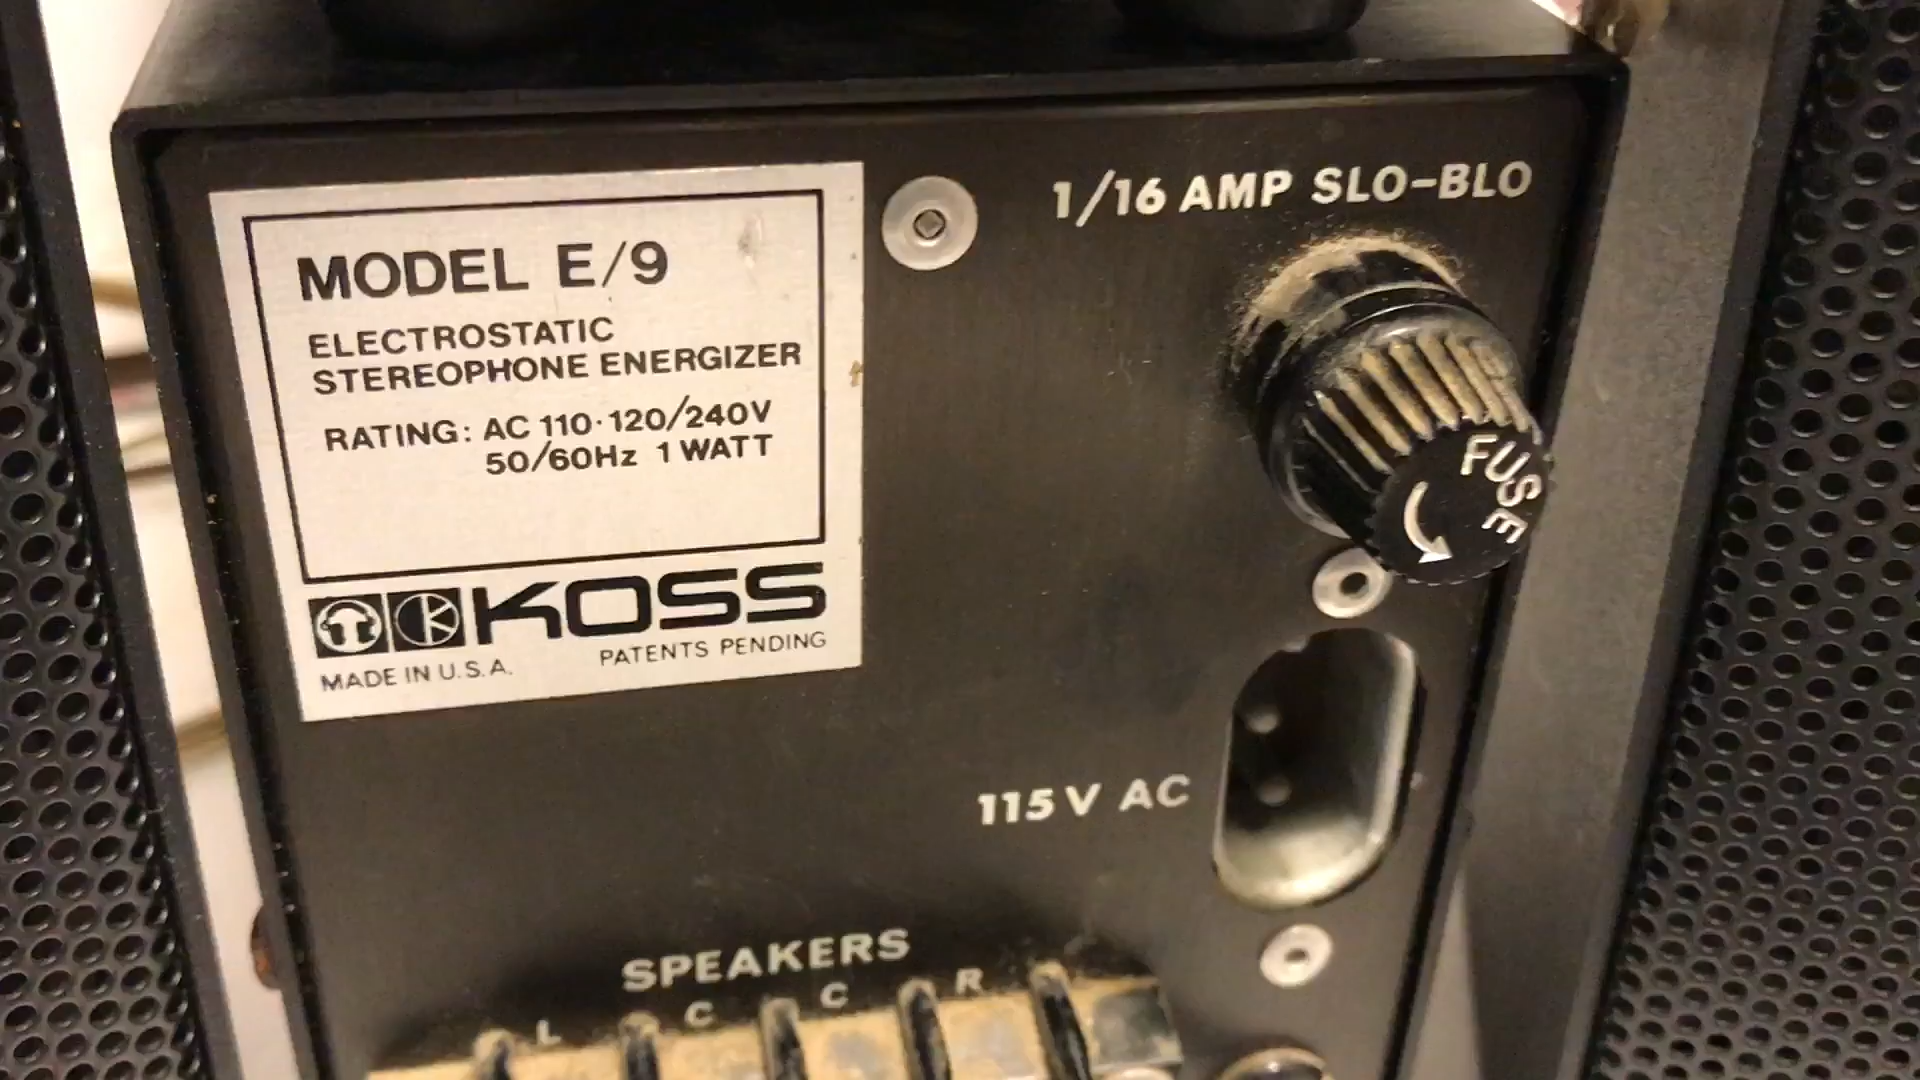 MODEL E/9
ELECTROSTATIC
STEREOPHONE ENERGIZER
RATING: AC 110·120/240V
50/60Hz 1 WATT
KOSS
MADE IN U.S.A. PATENTS PENDING
1/16 AMP SLO-BLO
FUSE
115V AC
SPEAKERS
L C C R